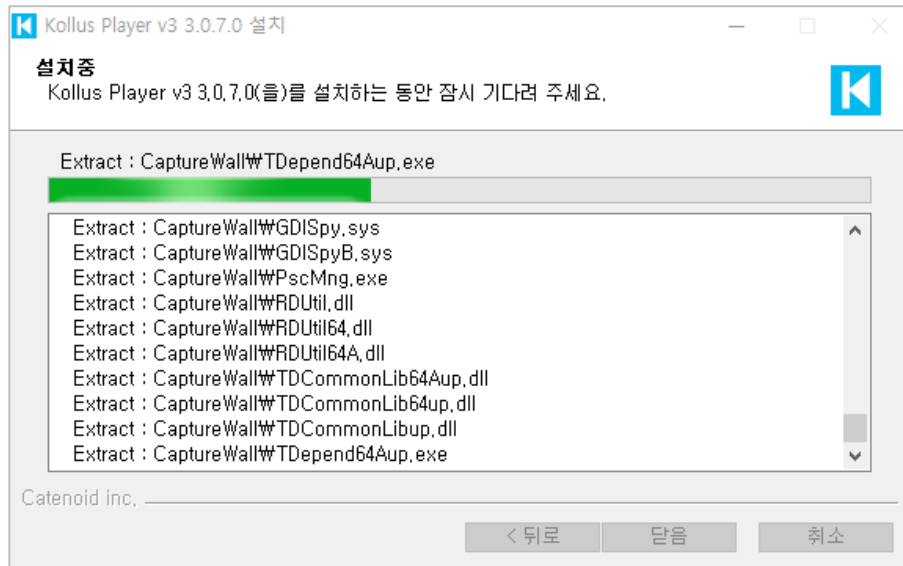 Kollus Player v3 3.0.7.0 설치
설치중
Kollus Player v3 3.0.7.0(을)를 설치하는 동안 잠시 기다려 주세요.
Extract : CaptureWall₩TDepend64Aup.exe
Extract : CaptureWall₩GDISpy.sys
Extract : CaptureWall₩GDISpyB.sys
Extract : CaptureWall₩PscMng.exe
Extract : CaptureWall₩RDUtil.dll
Extract : CaptureWall₩RDUtil64.dll
Extract : CaptureWall₩RDUtil64A.dll
Extract : CaptureWall₩TDCommonLib64Aup.dll
Extract : CaptureWall₩TDCommonLib64up.dll
Extract : CaptureWall₩TDCommonLibup.dll
Extract : CaptureWall₩TDepend64Aup.exe
Catenoid inc.
< 뒤로 닫음 취소